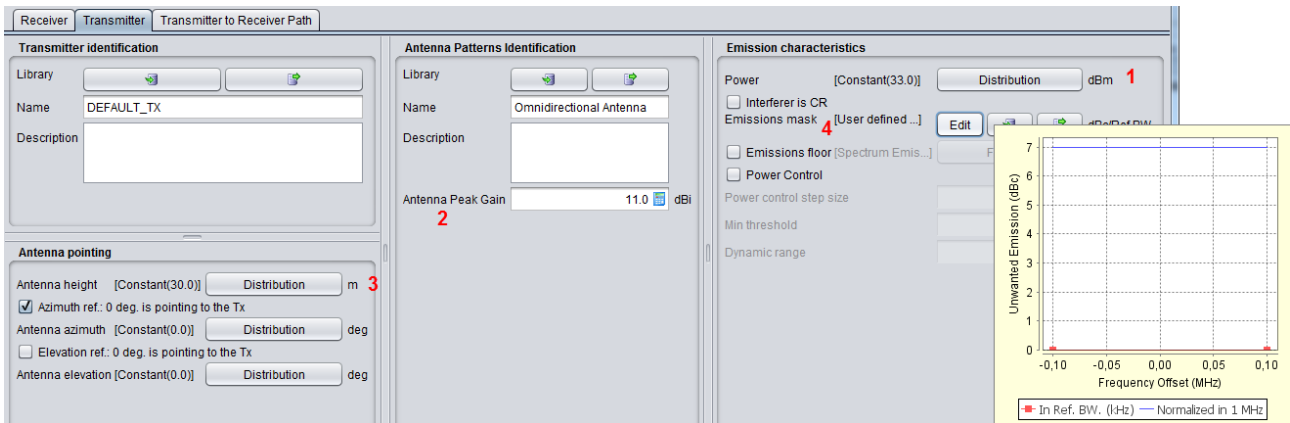 Receiver
Transmitter
Transmitter to Receiver Path
Transmitter identification
Library
Name
DEFAULT_TX
Description
Antenna pointing
Antenna height [Constant(30.0)] Distribution m 3
Azimuth ref.: 0 deg. is pointing to the Tx
Antenna azimuth [Constant(0.0)] Distribution deg
Elevation ref.: 0 deg. is pointing to the Tx
Antenna elevation [Constant(0.0)] Distribution deg
Antenna Patterns Identification
Library
Name
Omnidirectional Antenna
Description
Antenna Peak Gain 11.0 dBi
2
Emission characteristics
Power [Constant(33.0)] Distribution dBm 1
Interferer is CR
Emissions mask 4 [User defined ...] Edit dBc/Ref.BW
Emissions floor [Spectrum Emis...] F
Power Control
Power control step size
Min threshold
Dynamic range
Unwanted Emission (dBc)
7
6
5
4
3
2
1
0
-0,10 -0,05 0,00 0,05 0,10
Frequency Offset (MHz)
In Ref. BW. (kHz) Normalized in 1 MHz